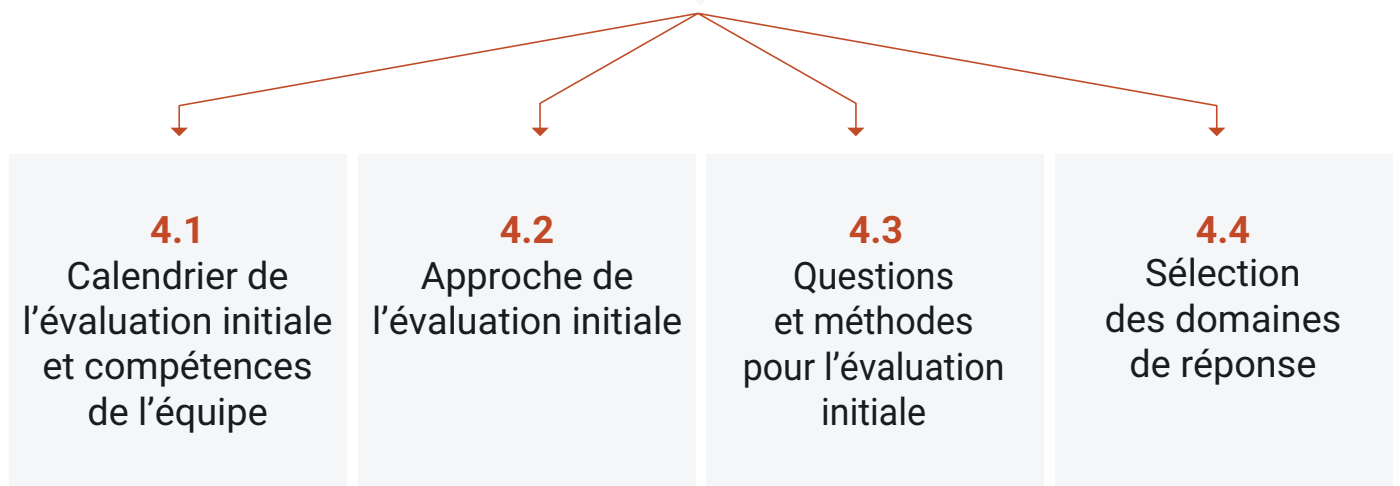 4.1
Calendrier de
l’évaluation initiale
et compétences
de l’équipe
4.2
Approche de
l’évaluation initiale
4.3
Questions
et méthodes
pour l’évaluation
initiale
4.4
Sélection
des domaines
de réponse